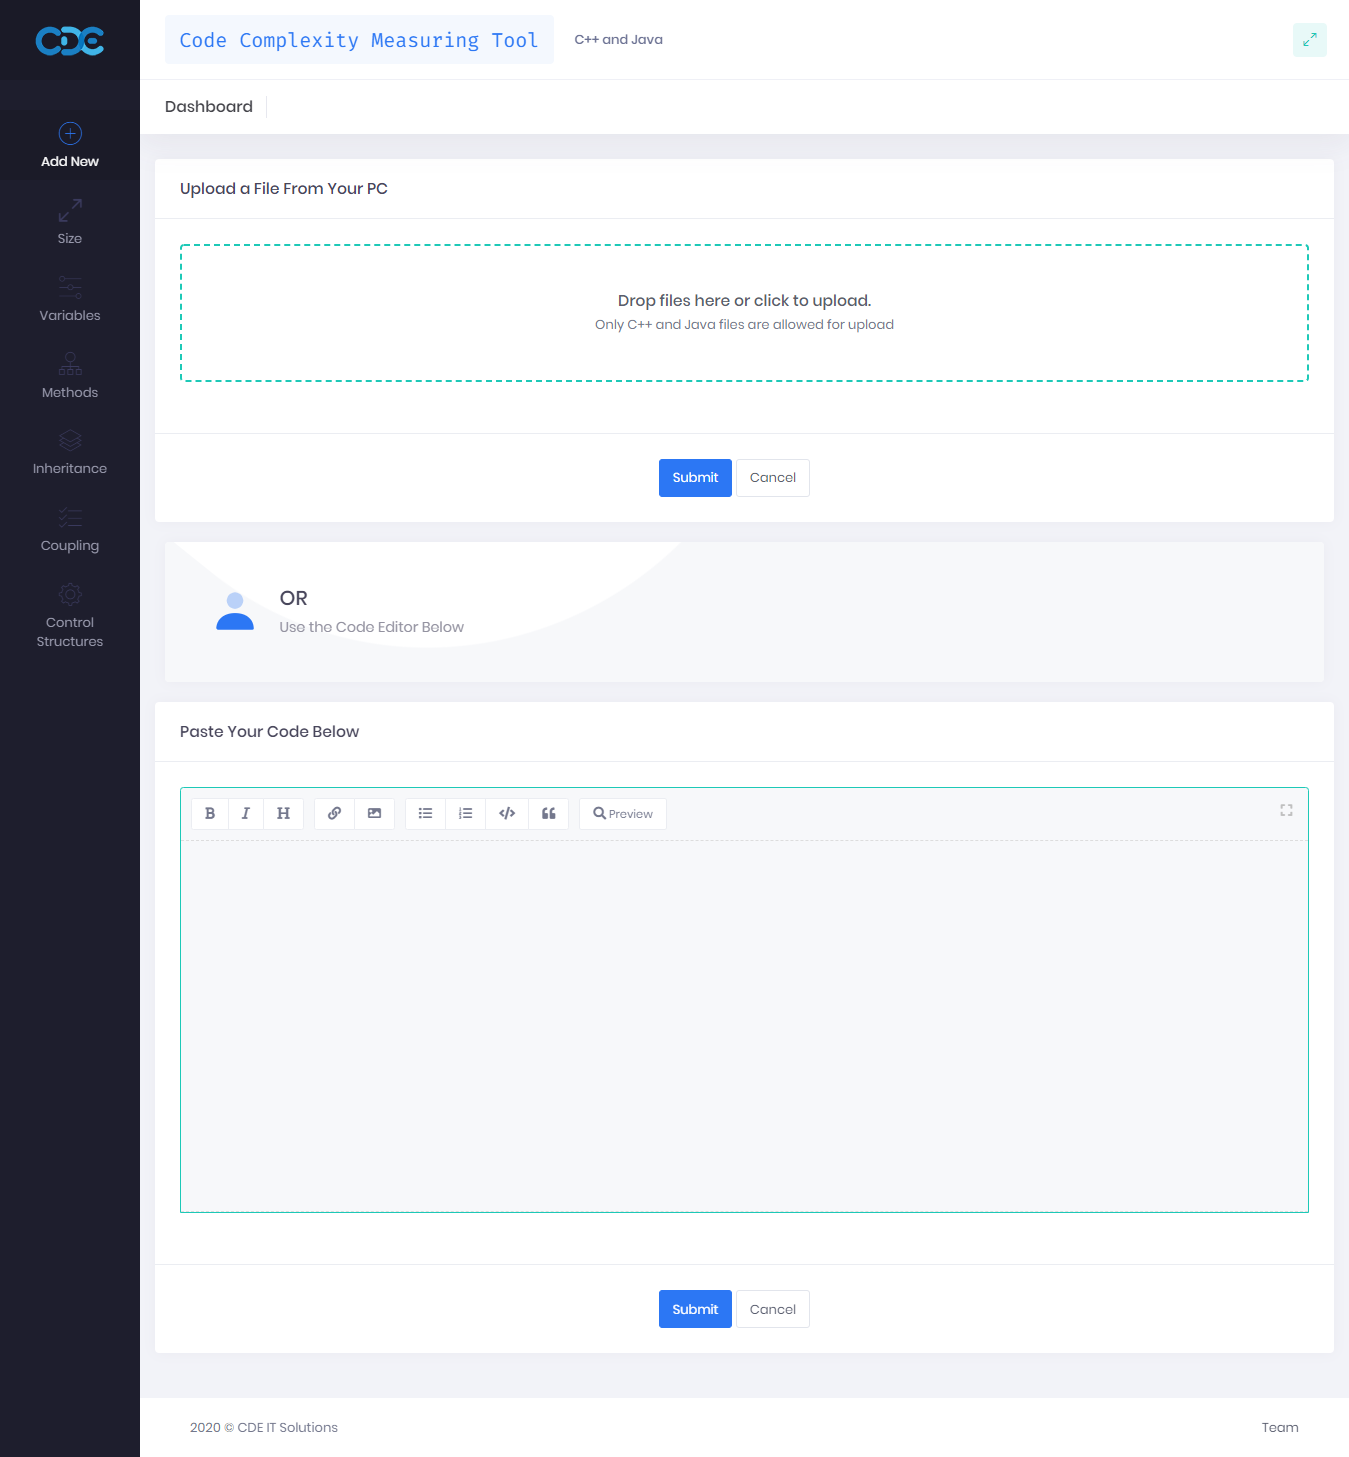 CDE
Code Complexity Measuring Tool
C++ and Java
Dashboard
Add New
Size
Variables
Methods
Inheritance
Coupling
Control
Structures
Upload a File From Your PC
Drop files here or click to upload.
Only C++ and Java files are allowed for upload
Submit
Cancel
OR
Use the Code Editor Below
Paste Your Code Below
B I H
Preview
Submit
Cancel
2020 © CDE IT Solutions
Team